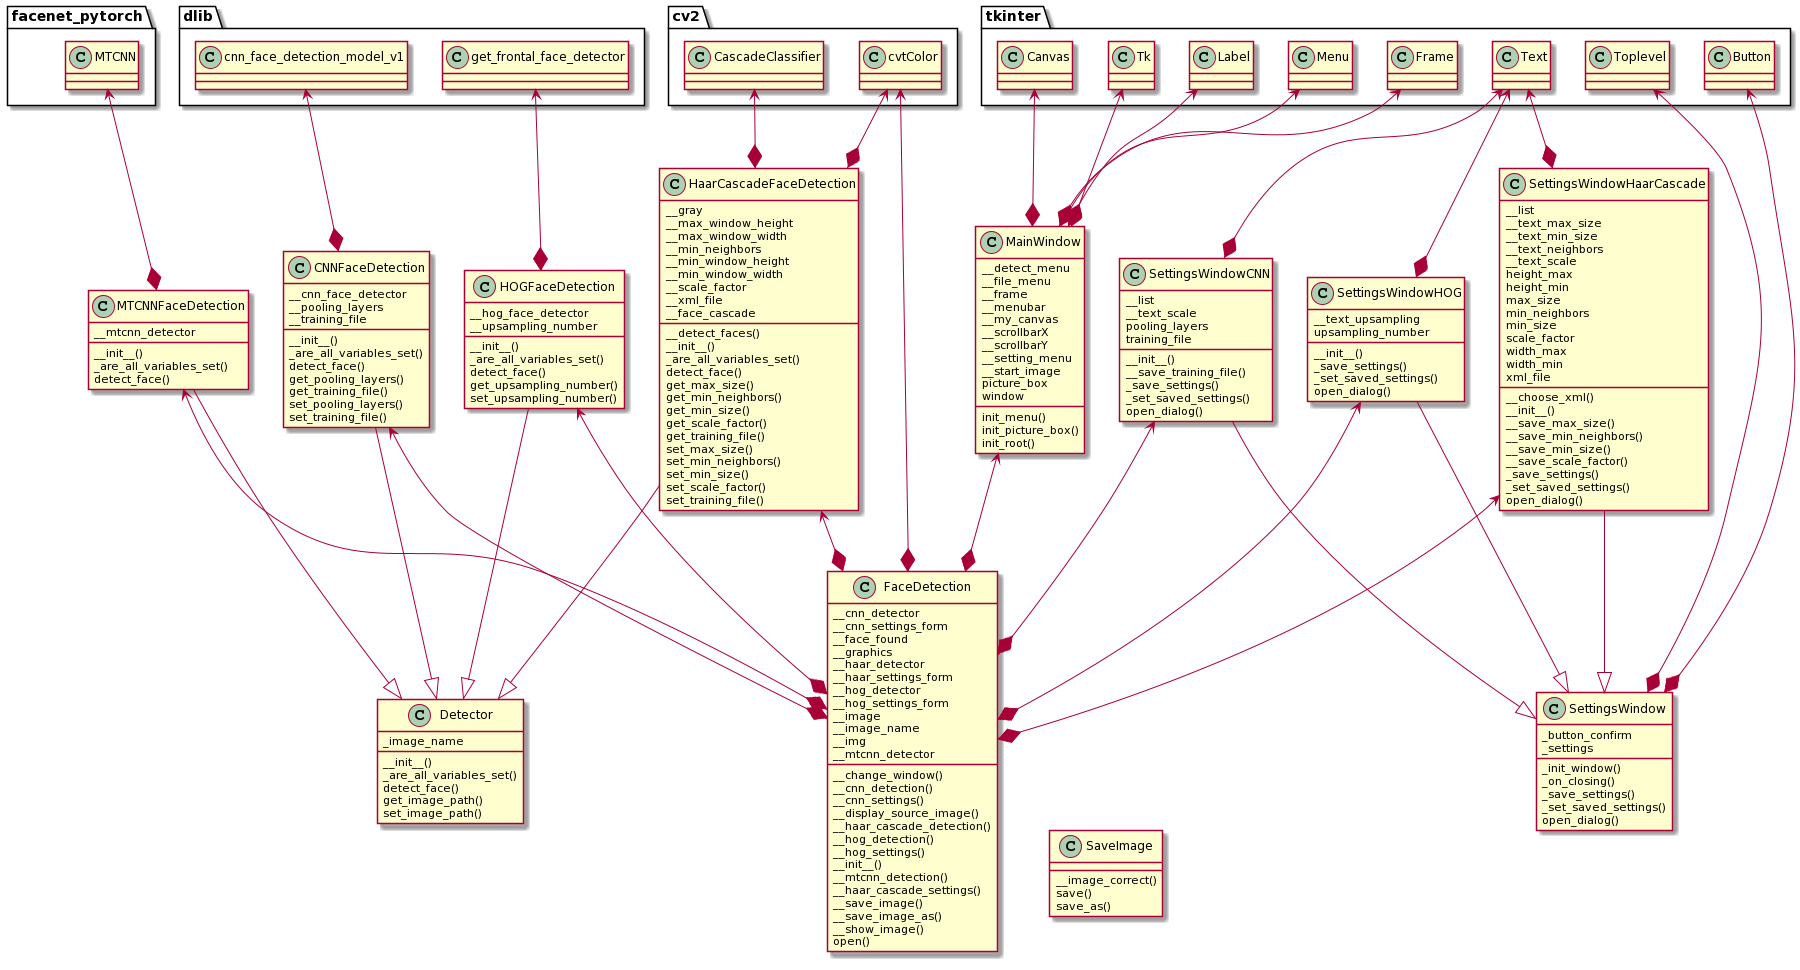 facenet_pytorch
dlib
cv2
tkinter
C MTCNN
C cnn_face_detection_model_v1
C get_frontal_face_detector
C CascadeClassifier
C cvtColor
C Canvas
C Tk
C Label
C Menu
C Frame
C Text
C Toplevel
C Button
C MTCNNFaceDetection
__mtcnn_detector
__init__()
_are_all_variables_set()
detect_face()
C CNNFaceDetection
__cnn_face_detector
__pooling_layers
__training_file
__init__()
_are_all_variables_set()
detect_face()
get_pooling_layers()
get_training_file()
set_pooling_layers()
set_training_file()
C HOGFaceDetection
__hog_face_detector
__upsampling_number
__init__()
_are_all_variables_set()
detect_face()
get_upsampling_number()
set_upsampling_number()
C HaarCascadeFaceDetection
__gray
__max_window_height
__max_window_width
__min_neighbors
__min_window_height
__min_window_width
__scale_factor
__xml_file
__face_cascade
__detect_faces()
__init__()
_are_all_variables_set()
detect_face()
get_max_size()
get_min_neighbors()
get_min_size()
get_scale_factor()
get_training_file()
set_max_size()
set_min_neighbors()
set_min_size()
set_scale_factor()
set_training_file()
C MainWindow
__detect_menu
__file_menu
__frame
__menubar
__my_canvas
__scrollbarX
__scrollbarY
__setting_menu
__start_image
picture_box
window
init_menu()
init_picture_box()
init_root()
C SettingsWindowCNN
__list
__text_scale
pooling_layers
training_file
__init__()
__save_training_file()
_save_settings()
_set_saved_settings()
open_dialog()
C SettingsWindowHOG
__text_upsampling
upsampling_number
__init__()
_save_settings()
_set_saved_settings()
open_dialog()
C SettingsWindowHaarCascade
__list
__text_max_size
__text_min_size
__text_neighbors
__text_scale
height_max
height_min
max_size
min_neighbors
min_size
scale_factor
width_max
width_min
xml_file
__choose_xml()
__init__()
__save_max_size()
__save_min_neighbors()
__save_min_size()
__save_scale_factor()
_save_settings()
_set_saved_settings()
open_dialog()
C Detector
_image_name
__init__()
_are_all_variables_set()
detect_face()
get_image_path()
set_image_path()
C FaceDetection
__cnn_detector
__cnn_settings_form
__face_found
__graphics
__haar_detector
__haar_settings_form
__hog_detector
__hog_settings_form
__image
__image_name
__img
__mtcnn_detector
__change_window()
__cnn_detection()
__cnn_settings()
__display_source_image()
__haar_cascade_detection()
__hog_detection()
__hog_settings()
__init__()
__mtcnn_detection()
__haar_cascade_settings()
__save_image()
__save_image_as()
__show_image()
open()
C SaveImage
__image_correct()
save()
save_as()
C SettingsWindow
_button_confirm
_settings
_init_window()
_on_closing()
_save_settings()
_set_saved_settings()
open_dialog()